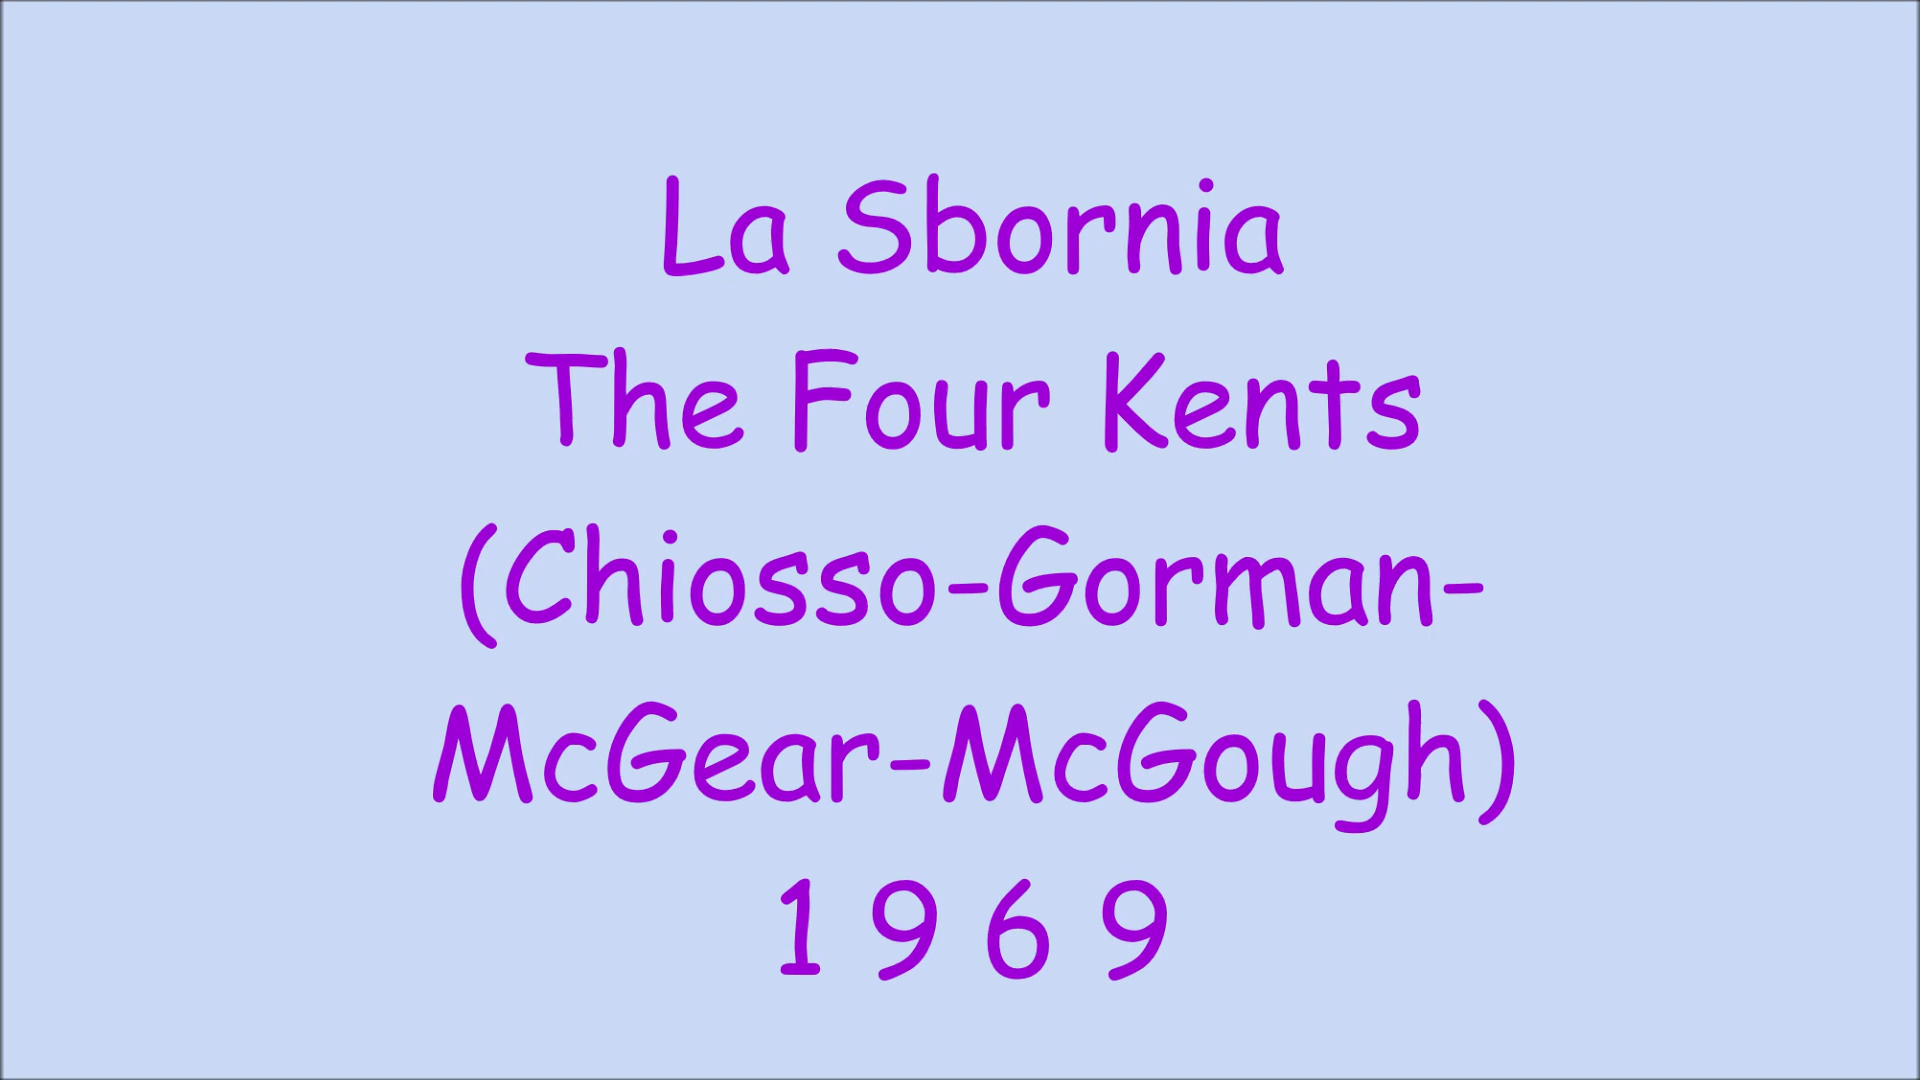 La Sbornia
The Four Kents
(Chiosso-Gorman-
McGear-McGough)
1 9 6 9